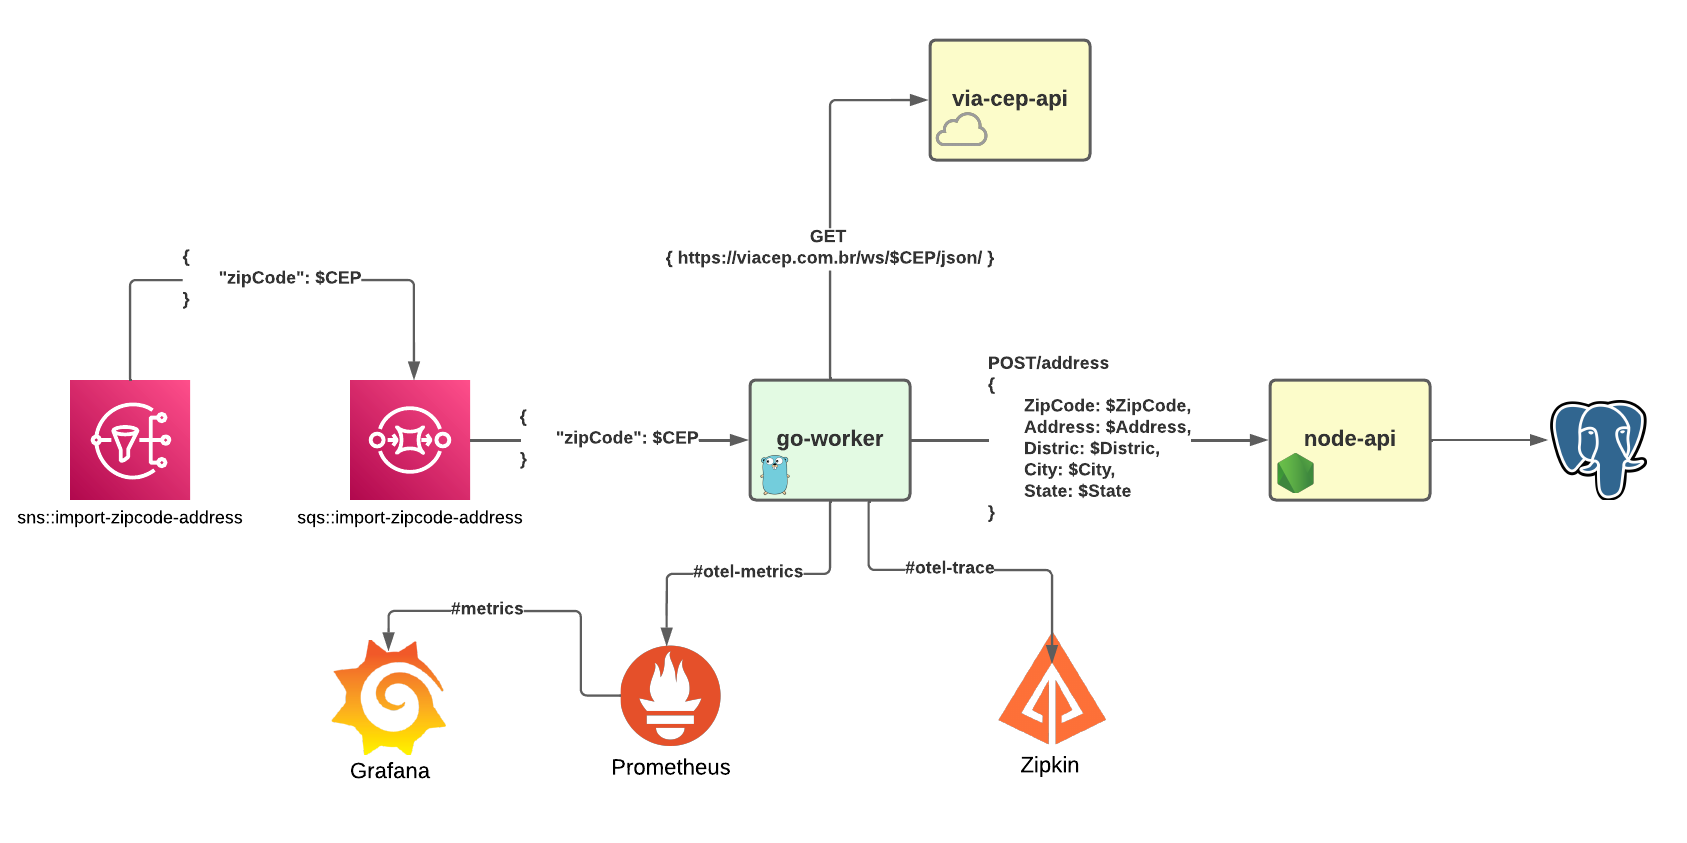 via-cep-api
GET
{ https://viacep.com.br/ws/$CEP/json/ }
{
"zipCode": $CEP
}
sns::import-zipcode-address
sqs::import-zipcode-address
{
"zipCode": $CEP
}
go-worker
POST/address
{
ZipCode: $ZipCode,
Address: $Address,
Distric: $Distric,
City: $City,
State: $State
}
node-api
#otel-metrics
#otel-trace
#metrics
Grafana
Prometheus
Zipkin